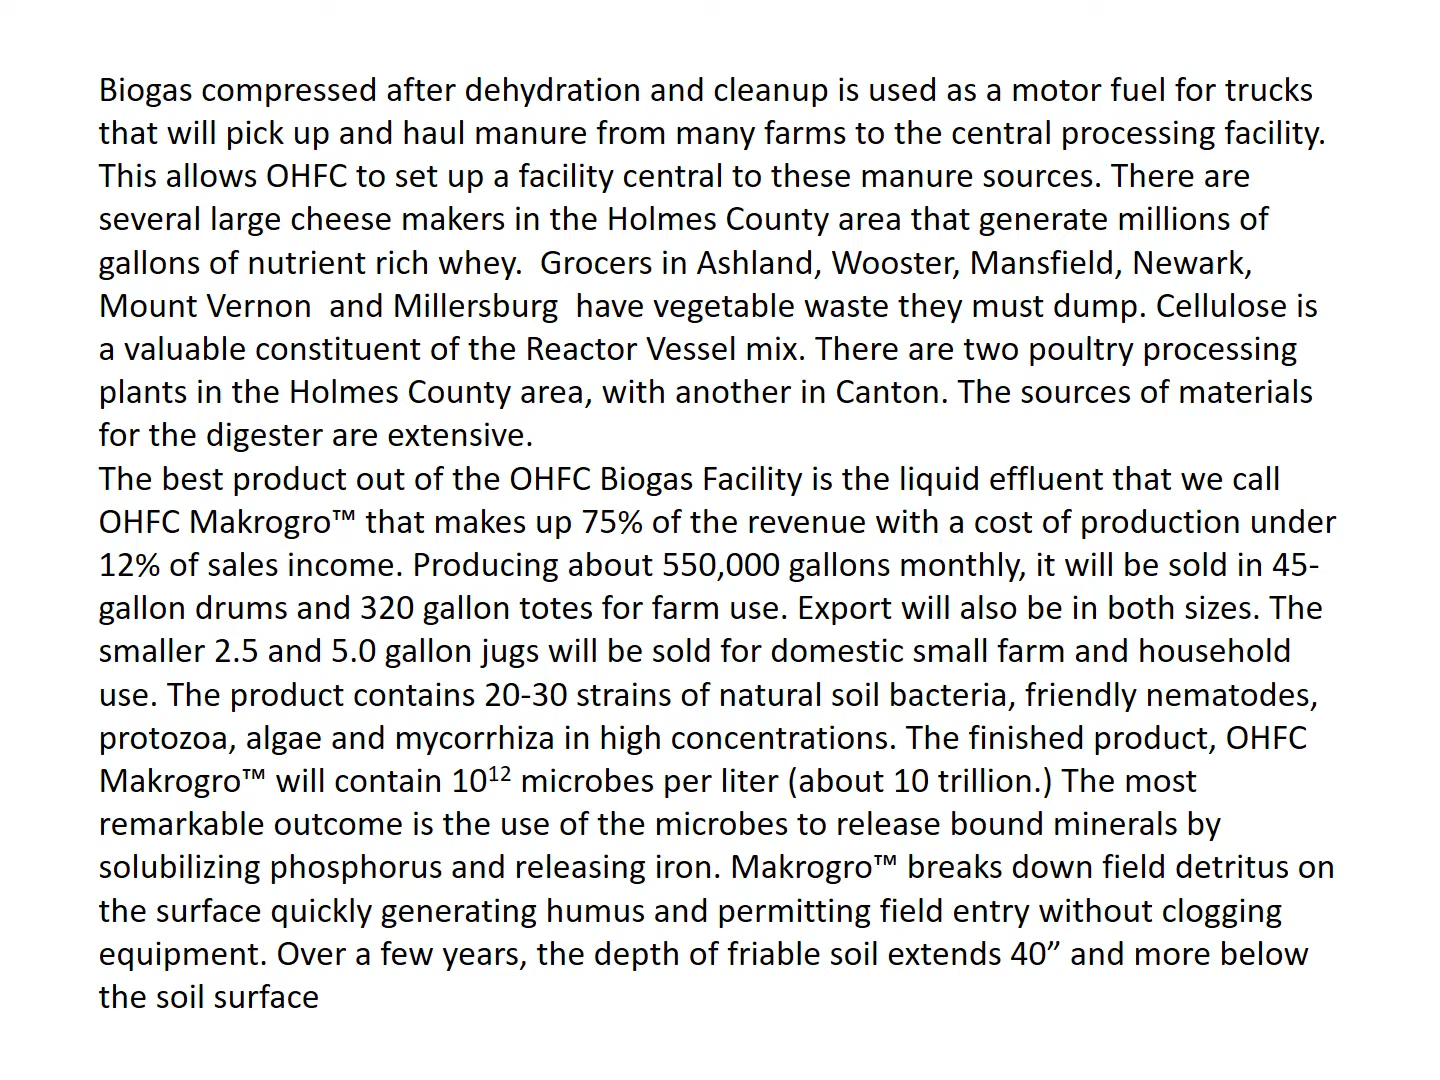 Biogas compressed after dehydration and cleanup is used as a motor fuel for trucks
that will pick up and haul manure from many farms to the central processing facility.
This allows OHFC to set up a facility central to these manure sources. There are
several large cheese makers in the Holmes County area that generate millions of
gallons of nutrient rich whey.  Grocers in Ashland, Wooster, Mansfield, Newark,
Mount Vernon  and Millersburg  have vegetable waste they must dump. Cellulose is
a valuable constituent of the Reactor Vessel mix. There are two poultry processing
plants in the Holmes County area, with another in Canton. The sources of materials
for the digester are extensive.
The best product out of the OHFC Biogas Facility is the liquid effluent that we call
OHFC Makrogro™ that makes up 75% of the revenue with a cost of production under
12% of sales income. Producing about 550,000 gallons monthly, it will be sold in 45-
gallon drums and 320 gallon totes for farm use. Export will also be in both sizes. The
smaller 2.5 and 5.0 gallon jugs will be sold for domestic small farm and household
use. The product contains 20-30 strains of natural soil bacteria, friendly nematodes,
protozoa, algae and mycorrhiza in high concentrations. The finished product, OHFC
Makrogro™ will contain 10¹² microbes per liter (about 10 trillion.) The most
remarkable outcome is the use of the microbes to release bound minerals by
solubilizing phosphorus and releasing iron. Makrogro™ breaks down field detritus on
the surface quickly generating humus and permitting field entry without clogging
equipment. Over a few years, the depth of friable soil extends 40” and more below
the soil surface